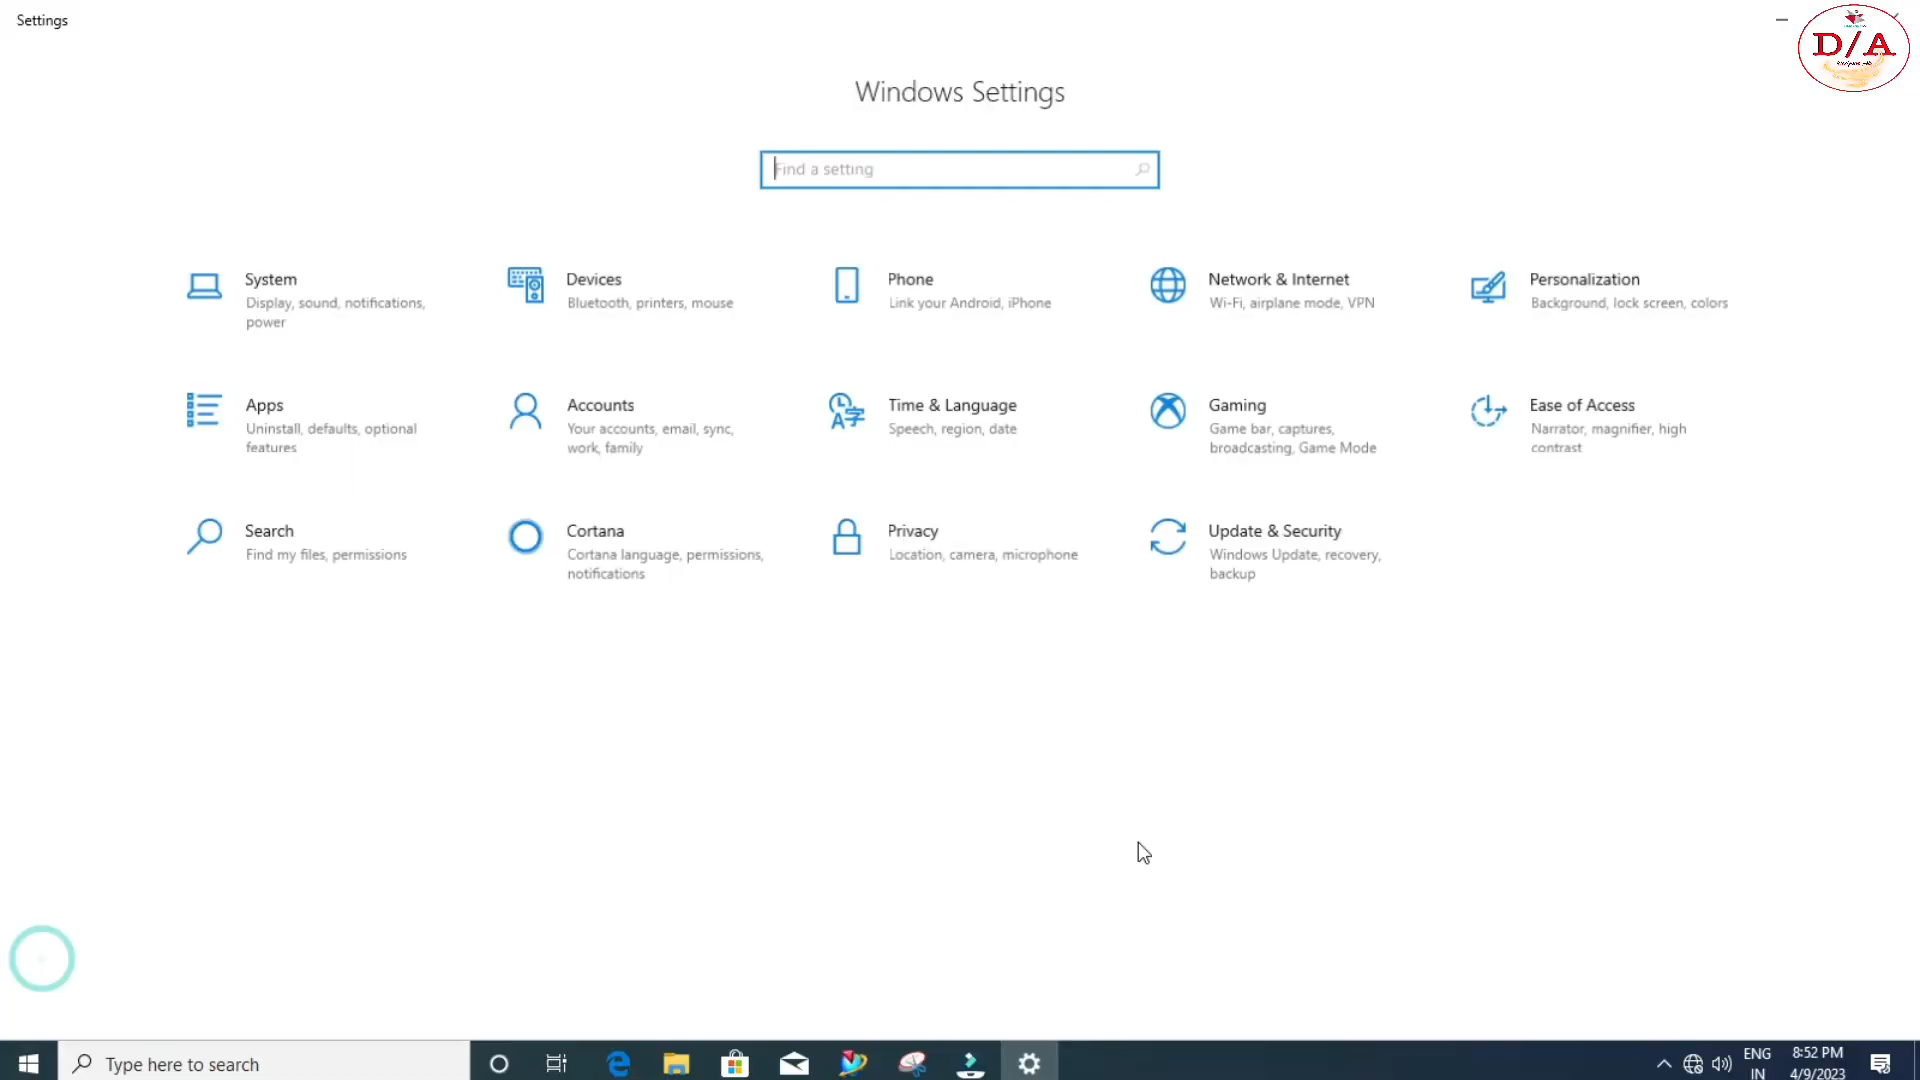 Settings
D/A
Windows Settings
Find a setting
System
Display, sound, notifications,
power
Devices
Bluetooth, printers, mouse
Phone
Link your Android, iPhone
Network & Internet
Wi-Fi, airplane mode, VPN
Personalization
Background, lock screen, colors
Apps
Uninstall, defaults, optional
features
Accounts
Your accounts, email, sync,
work, family
Time & Language
Speech, region, date
Gaming
Game bar, captures,
broadcasting, Game Mode
Ease of Access
Narrator, magnifier, high
contrast
Search
Find my files, permissions
Cortana
Cortana language, permissions,
notifications
Privacy
Location, camera, microphone
Update & Security
Windows Update, recovery,
backup
Type here to search
ENG
IN
8:52 PM
4/9/2023